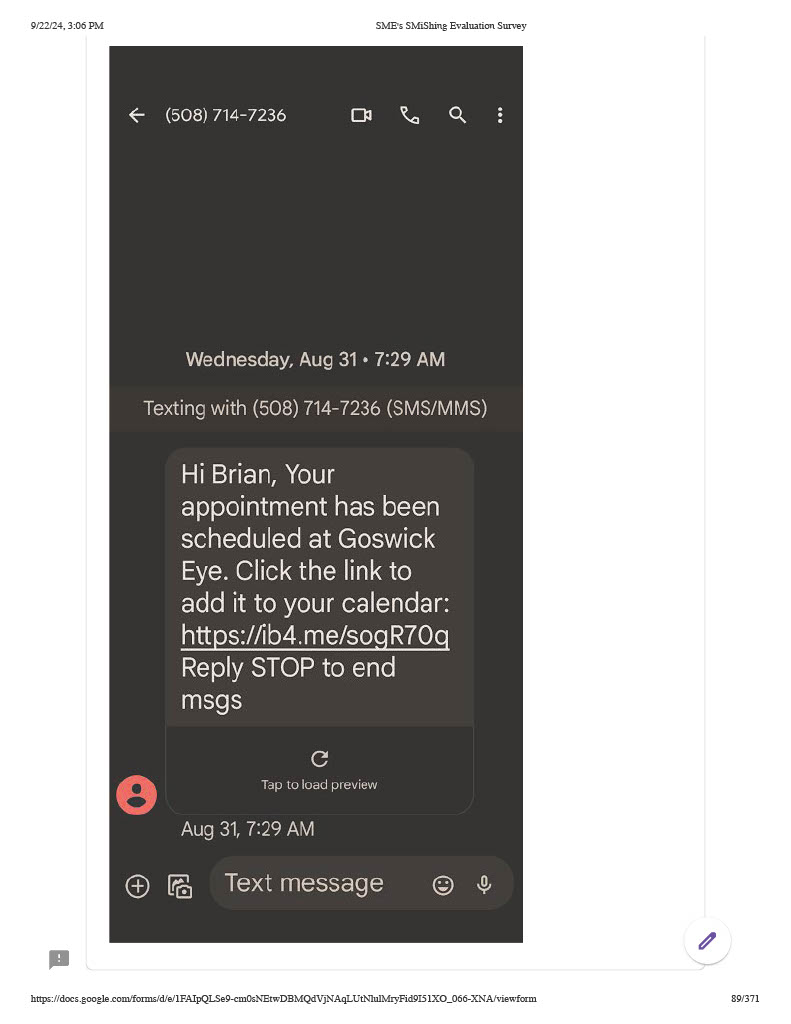 9/22/24, 3:06 PM
SME's SMiShing Evaluation Survey
(508) 714-7236
Wednesday, Aug 31 • 7:29 AM
Texting with (508) 714-7236 (SMS/MMS)
Hi Brian, Your
appointment has been
scheduled at Goswick
Eye. Click the link to
add it to your calendar:
https://ib4.me/sogR70q
Reply STOP to end
msgs
Tap to load preview
Aug 31, 7:29 AM
Text message
https://docs.google.com/forms/d/e/1FAIpQLSe9-cm0sNEtwDBMQdVjNAqLUtNlulMryFid9I51XO_066-XNA/viewform
89/371